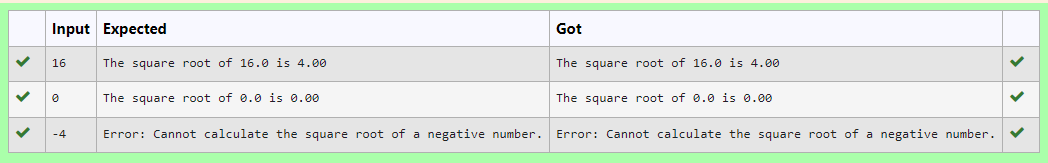 Input Expected Got
16 The square root of 16.0 is 4.00 The square root of 16.0 is 4.00
0 The square root of 0.0 is 0.00 The square root of 0.0 is 0.00
-4 Error: Cannot calculate the square root of a negative number. Error: Cannot calculate the square root of a negative number.